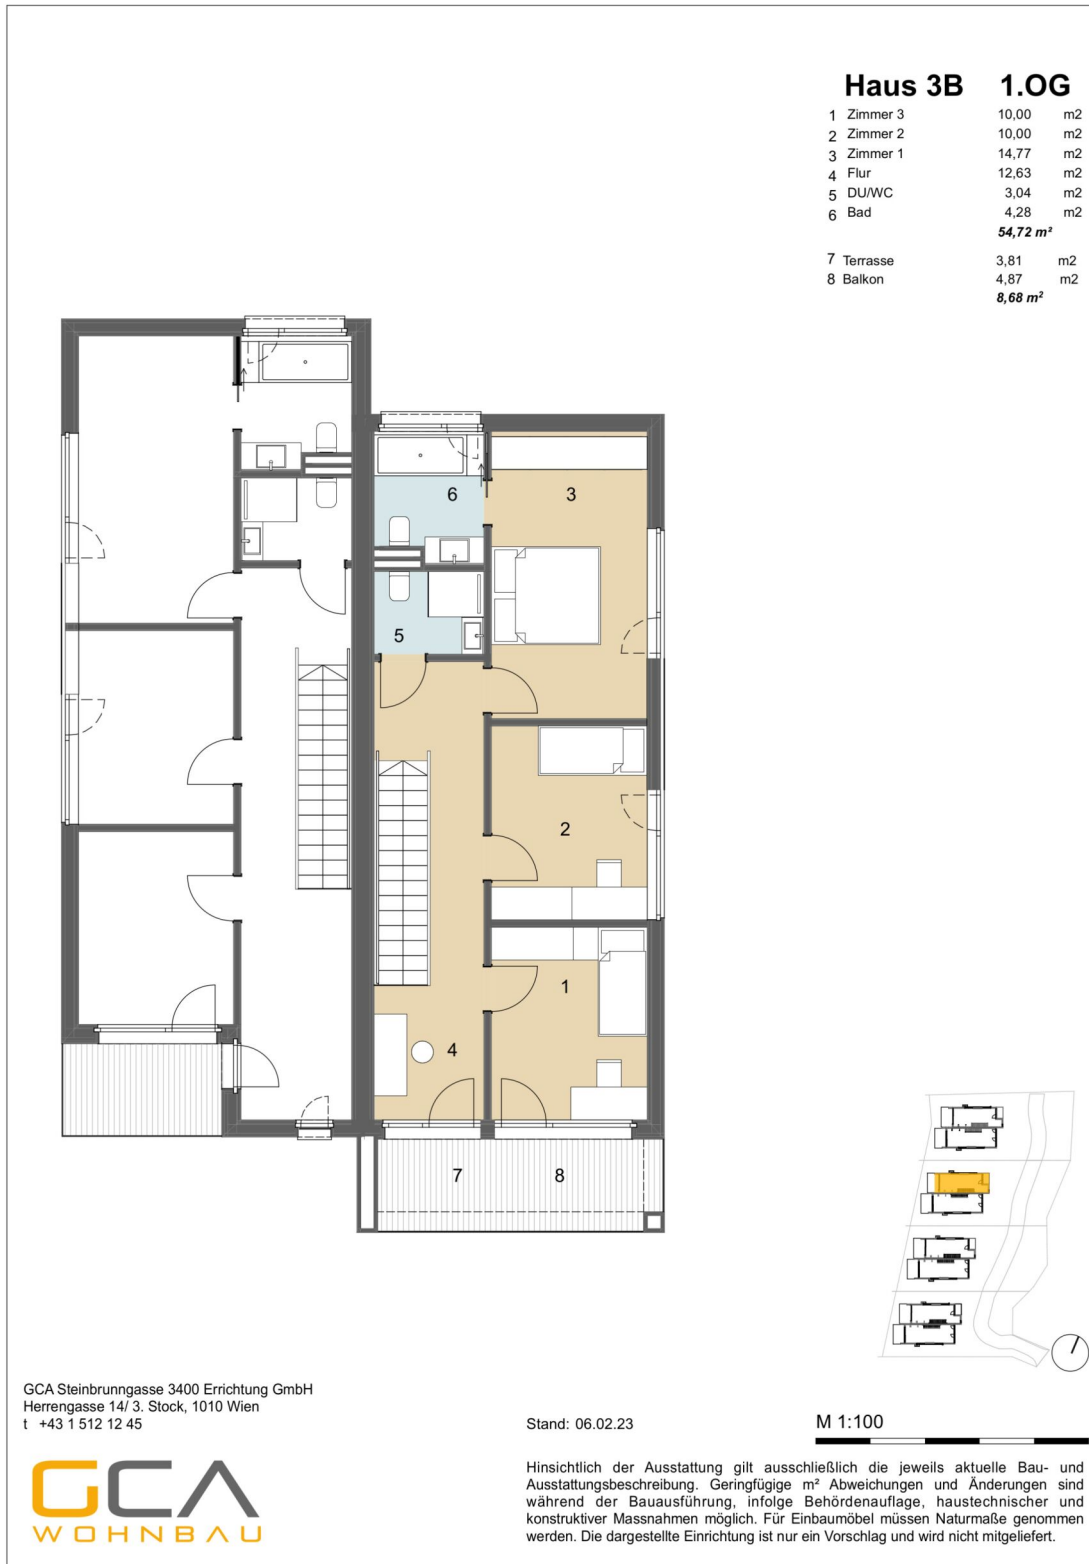 Haus 3B 1.OG
1 Zimmer 3 10,00 m2
2 Zimmer 2 10,00 m2
3 Zimmer 1 14,77 m2
4 Flur 12,63 m2
5 DU/WC 3,04 m2
6 Bad 4,28 m2
54,72 m²
7 Terrasse 3,81 m2
8 Balkon 4,87 m2
8,68 m²
6
3
5
2
1
4
7
8
GCA Steinbrunngasse 3400 Errichtung GmbH
Herrengasse 14/ 3. Stock, 1010 Wien
t +43 1 512 12 45
GCA
WOHNBAU
Stand: 06.02.23
M 1:100
Hinsichtlich der Ausstattung gilt ausschließlich die jeweils aktuelle Bau- und
Ausstattungsbeschreibung. Geringfügige m² Abweichungen und Änderungen sind
während der Bauausführung, infolge Behördenauflage, haustechnischer und
konstruktiver Massnahmen möglich. Für Einbaumöbel müssen Naturmaße genommen
werden. Die dargestellte Einrichtung ist nur ein Vorschlag und wird nicht mitgeliefert.